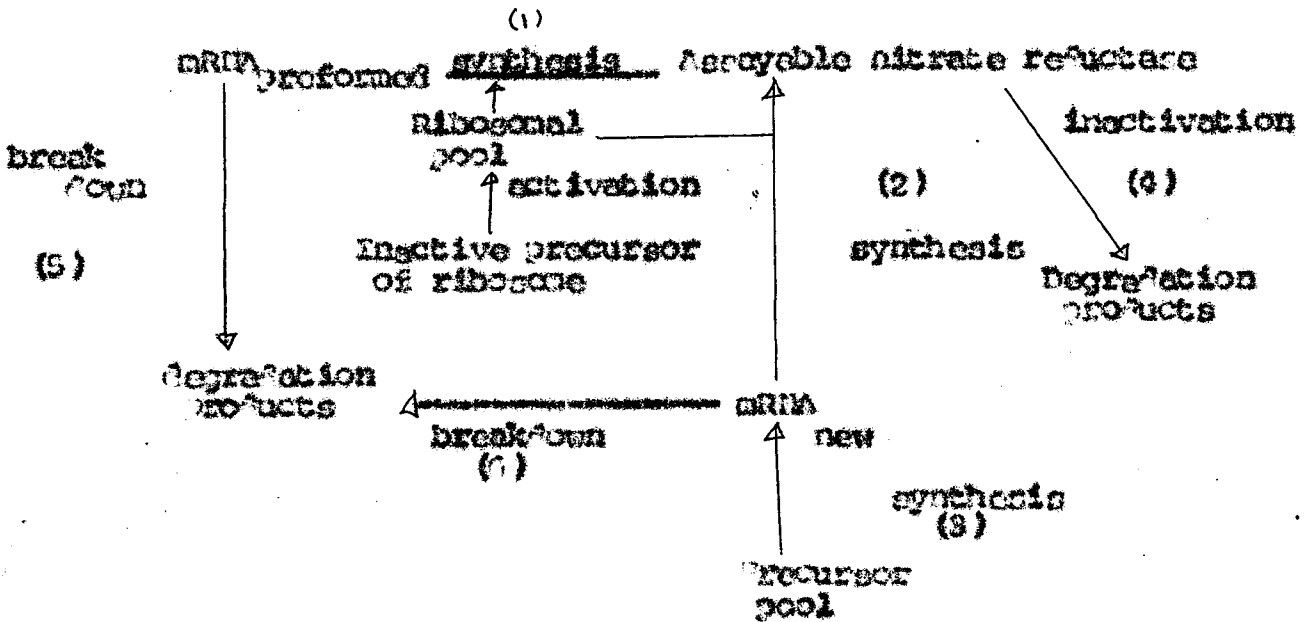 (1)
mRNA preformed synthesis Assayable nitrate reductase
Ribosomal
pool
inactivation
break
down
activation
(2)
(4)
Inactive precursor
of ribosome
synthesis
(5)
Degradation
products
degradation
products
mRNA
breakdown
new
(6)
synthesis
(3)
Precursor
pool